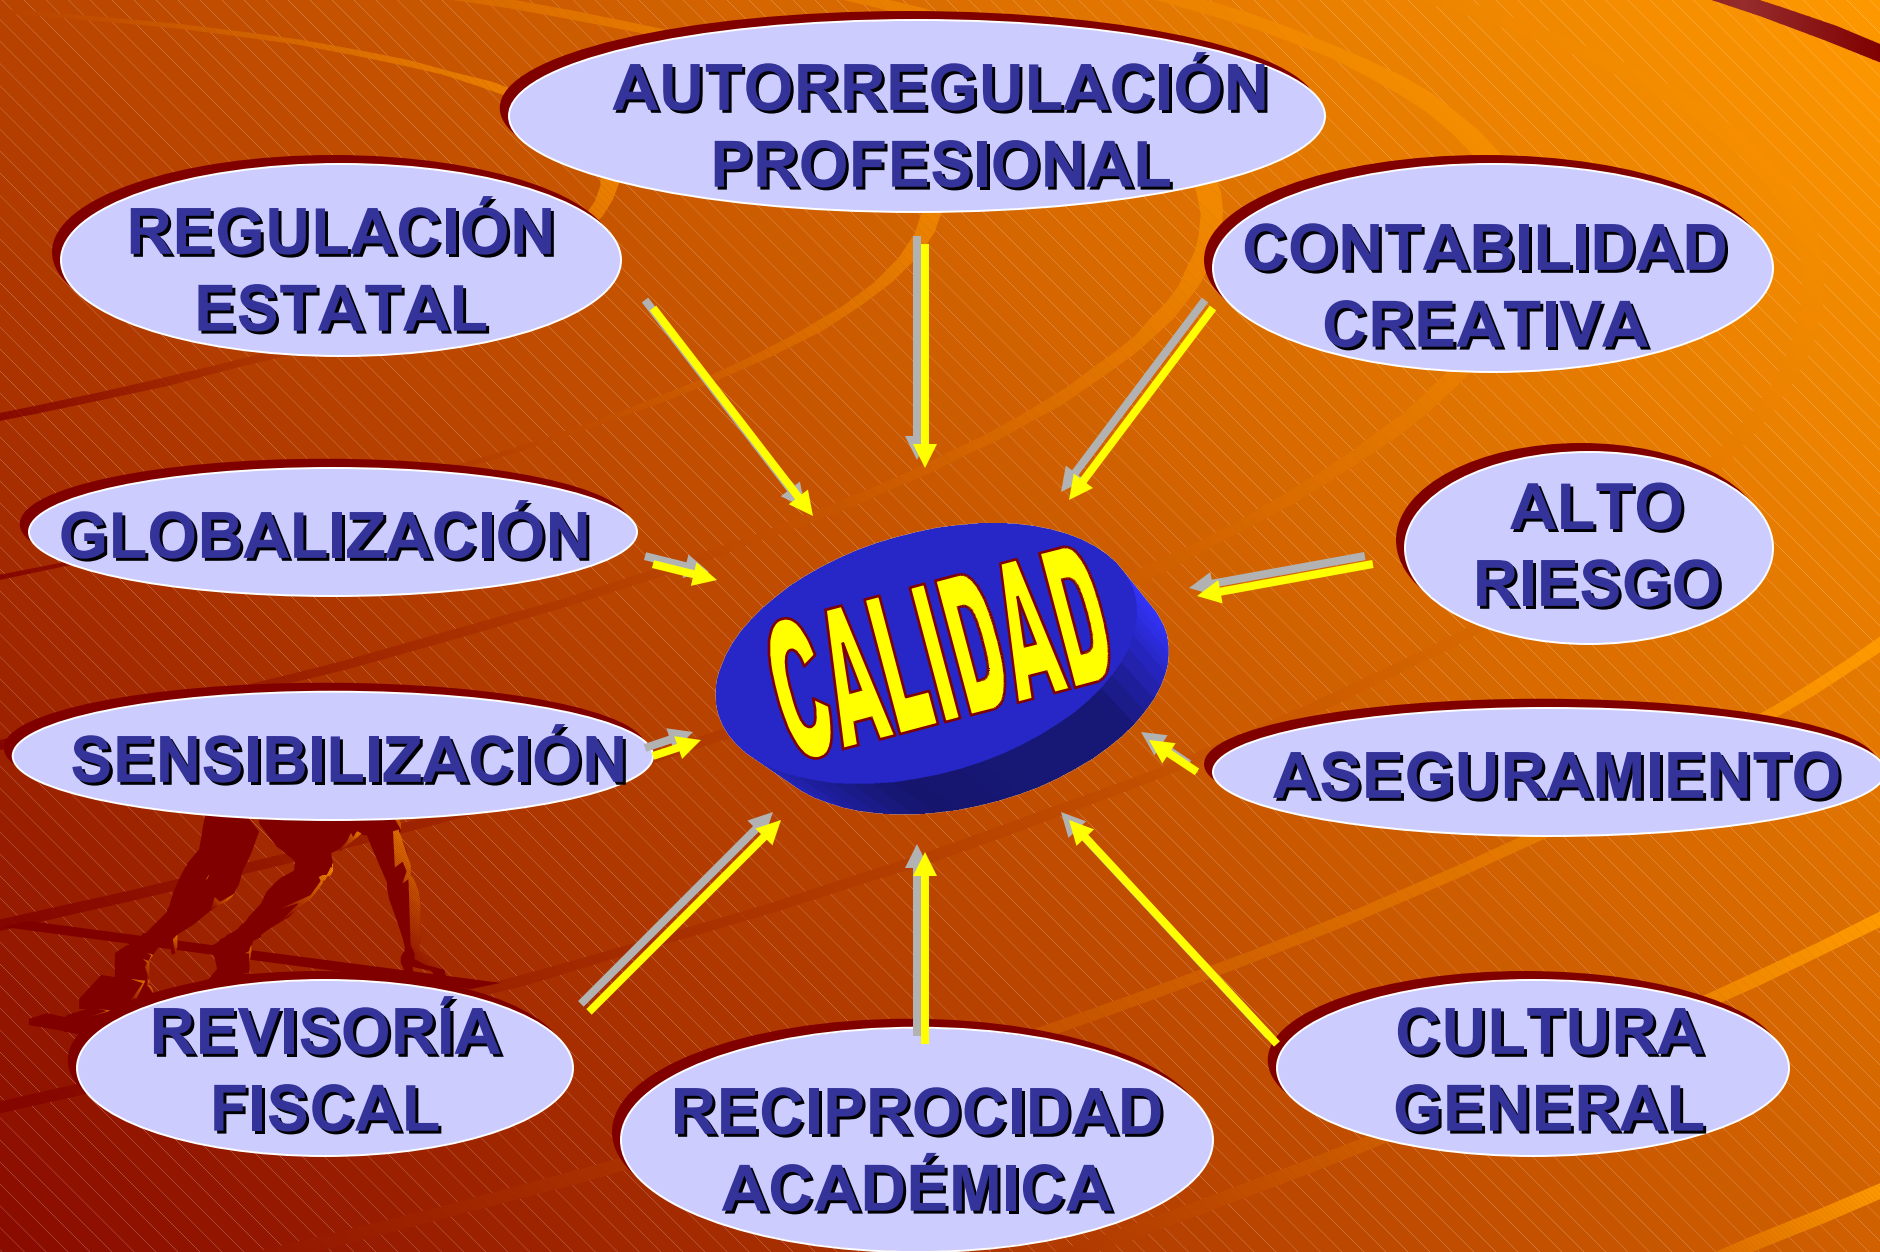 AUTORREGULACIÓN
PROFESIONAL
REGULACIÓN
ESTATAL
CONTABILIDAD
CREATIVA
GLOBALIZACIÓN
ALTO
RIESGO
CALIDAD
SENSIBILIZACIÓN
ASEGURAMIENTO
REVISORÍA
FISCAL
RECIPROCIDAD
ACADÉMICA
CULTURA
GENERAL